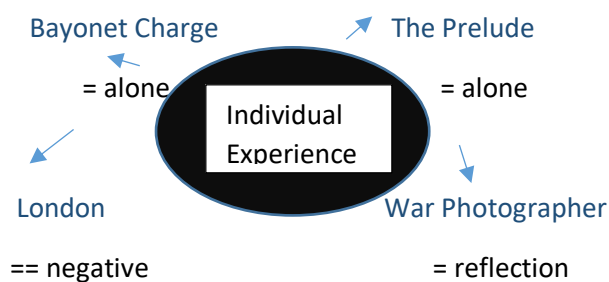 Bayonet Charge
The Prelude
= alone
= alone
Individual
Experience
London
War Photographer
== negative
= reflection